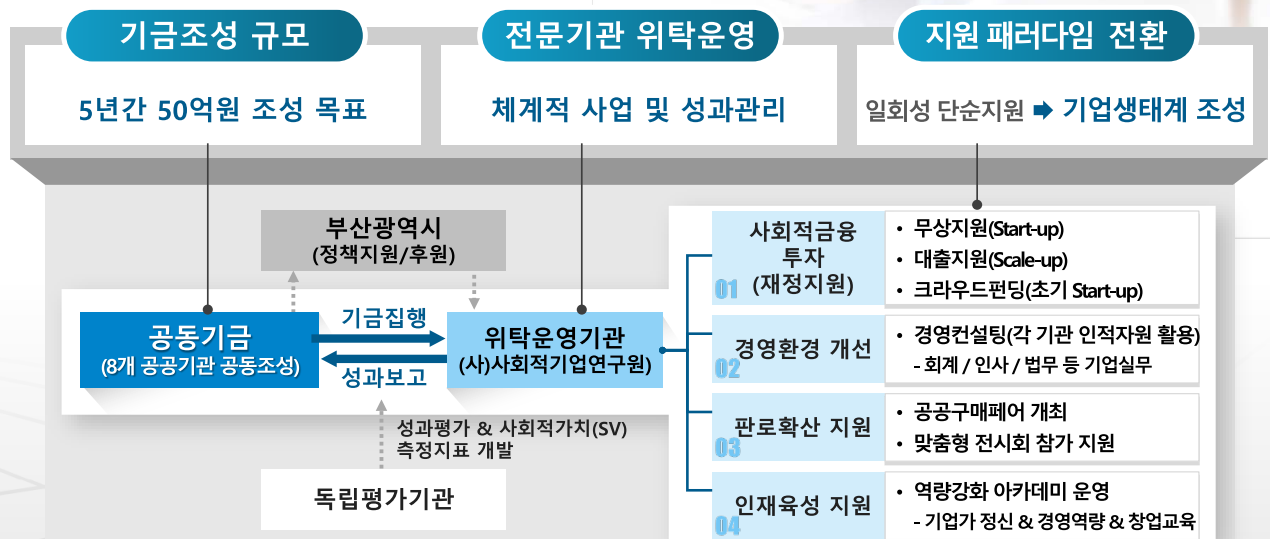 기금조성 규모
5년간 50억원 조성 목표
전문기관 위탁운영
체계적 사업 및 성과관리
지원 패러다임 전환
일회성 단순지원 ➡ 기업생태계 조성
부산광역시
(정책지원/후원)
공동기금
(8개 공공기관 공동조성)
기금집행
성과보고
위탁운영기관
(사)사회적기업연구원)
성과평가 & 사회적가치(SV)
측정지표 개발
독립평가기관
사회적금융
투자
(재정지원)
01
• 무상지원(Start-up)
• 대출지원(Scale-up)
• 크라우드펀딩(초기 Start-up)
경영환경 개선
02
• 경영컨설팅(각 기관 인적자원 활용)
- 회계 / 인사 / 법무 등 기업실무
판로확산 지원
03
• 공공구매페어 개최
• 맞춤형 전시회 참가 지원
인재육성 지원
04
• 역량강화 아카데미 운영
- 기업가 정신 & 경영역량 & 창업교육